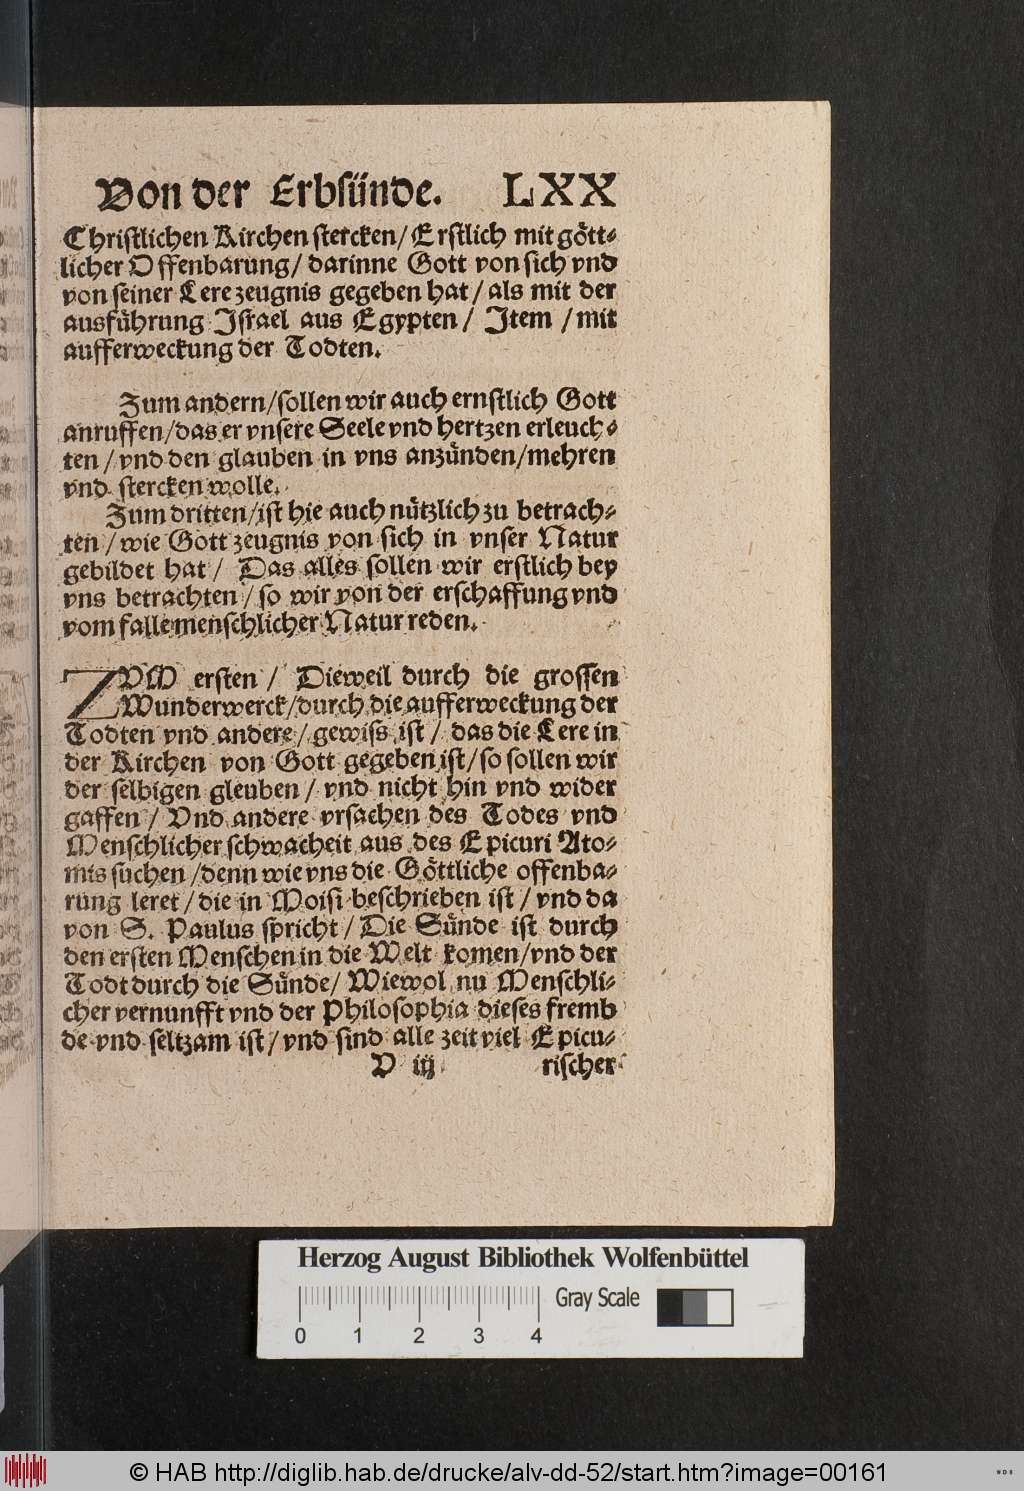 Von der Erbsünde. LXX
Christlichen Kirchen stercken/ Erstlich mit gött-
licher Offenbarung/ darinne Gott von sich vnd
von seiner Lere zeugnis gegeben hat/ als mit der
ausführung Israel aus Egypten/ Item /mit
aufferweckung der Todten.
Zum andern/sollen wir auch ernstlich Gott
anruffen/das er vnsere Seele vnd hertzen erleuch-
ten/ vnd den glauben in vns anzünden/mehren
vnd stercken wolle.
Zum dritten/ist hie auch nützlich zu betrach-
ten/ wie Gott zeugnis von sich in vnser Natur
gebildet hat/ Das alles sollen wir erstlich bey
vns betrachten/ so wir von der erschaffung vnd
vom falle menschlicher Natur reden.
ZVM ersten/ Dieweil durch die grossen
Wunderwerck/durch die aufferweckung der
Todten vnd andere/ gewiss ist/ das die Lere in
der Kirchen von Gott gegeben ist/so sollen wir
der selbigen gleuben/ vnd nicht hin vnd wider
gaffen/ Vnd andere vrsachen des Todes vnd
Menschlicher schwacheit aus des Epicuri Ato-
mis suchen/denn wie vns die Göttliche offenba-
rung leret/die in Moisi beschrieben ist/ vnd da
von S. Paulus spricht/ Die Sünde ist durch
den ersten Menschen in die Welt komen/vnd der
Todt durch die Sünde/ Wiewol nu Menschli-
cher vernunfft vnd der Philosophia dieses fremb
de vnd seltzam ist/ vnd sind alle zeit viel Epicu-
V iij rischer
Herzog August Bibliothek Wolfenbüttel
Gray Scale
0 1 2 3 4
© HAB http://diglib.hab.de/drucke/alv-dd-52/start.htm?image=00161